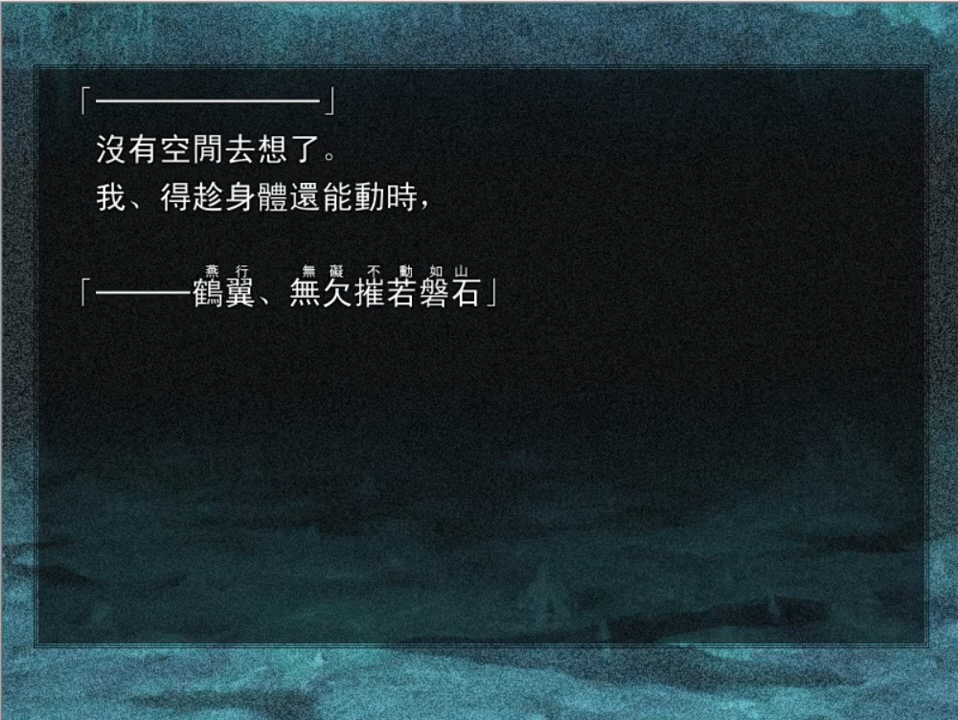 「———————」
沒有空閒去想了。
我、得趁身體還能動時，
燕行 無礙不動如山
「———鶴翼、無欠摧若磐石」